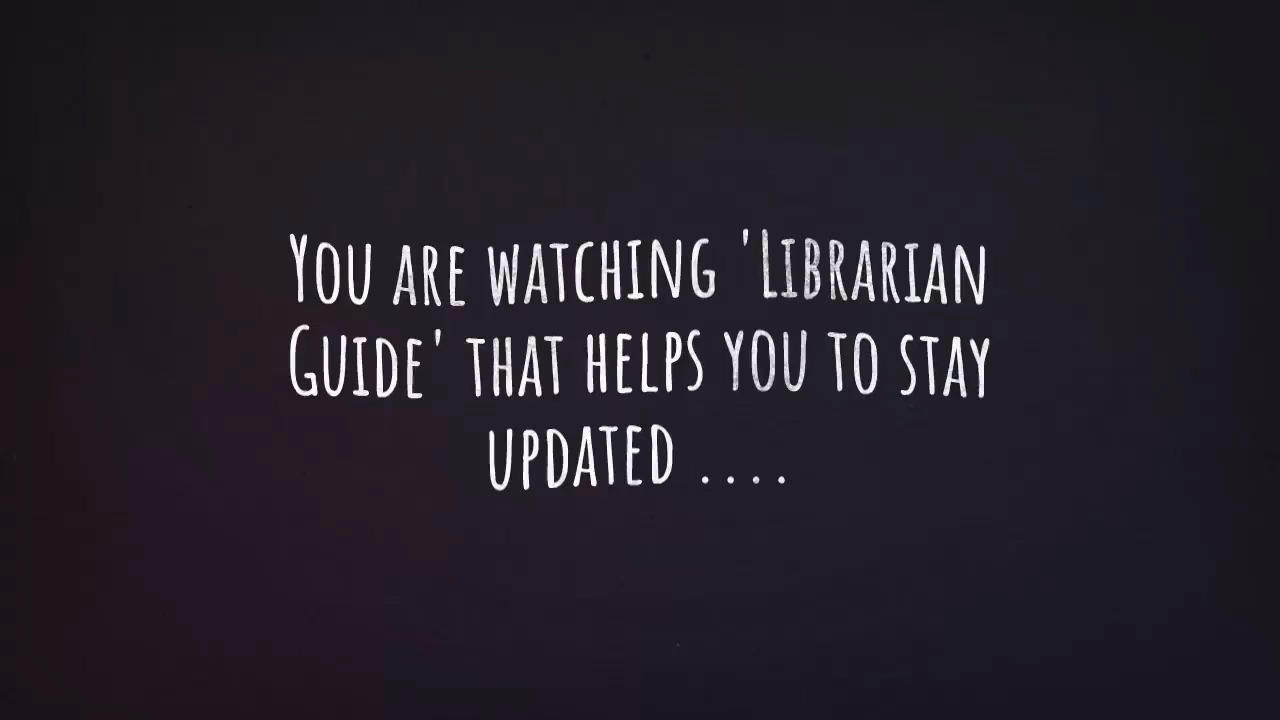 You are watching 'Librarian
Guide' that helps you to stay
updated ....